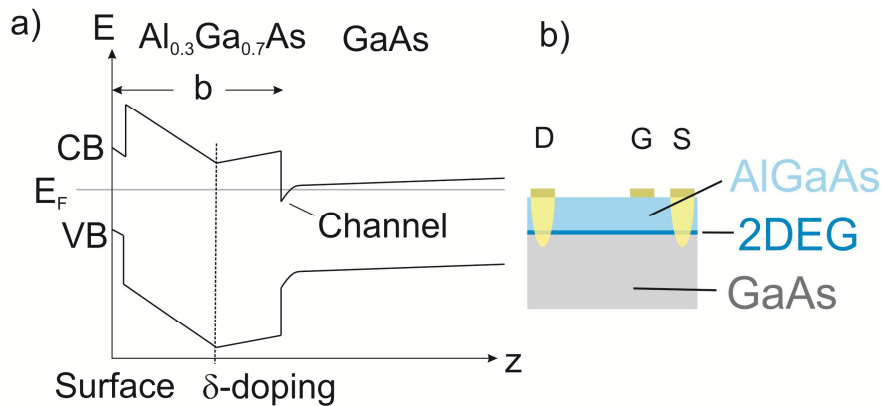 a)
E
Al0.3Ga0.7As
GaAs
b
CB
EF
VB
Channel
z
Surface
δ-doping
b)
D
G
S
AlGaAs
2DEG
GaAs